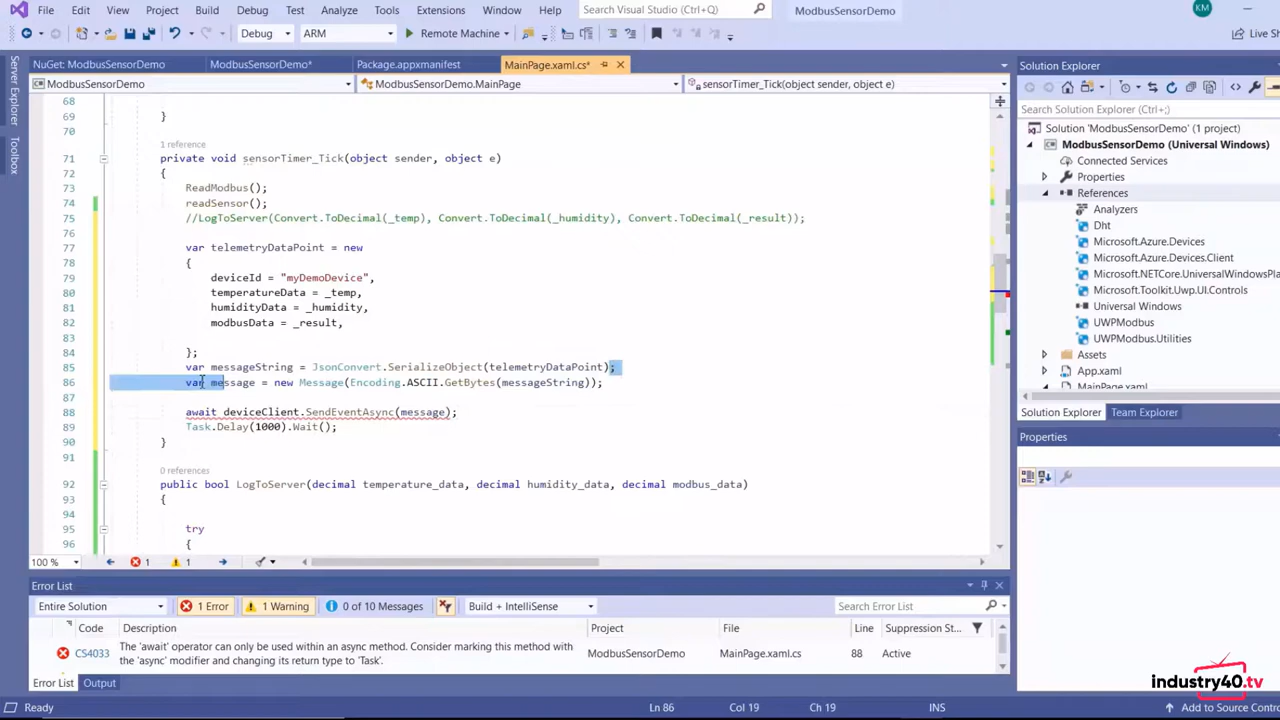 File Edit View Project Build Debug Test Analyze Tools Extensions Window Help Search Visual Studio (Ctrl+Q) ModbusSensorDemo KM
Debug ARM Remote Machine Live Sh
NuGet: ModbusSensorDemo ModbusSensorDemo* Package.appxmanifest MainPage.xaml.cs*
ModbusSensorDemo ModbusSensorDemo.MainPage sensorTimer_Tick(object sender, object e)
Server Explorer
Toolbox
68
69 }
70
1 reference
71 private void sensorTimer_Tick(object sender, object e)
72 {
73 ReadModbus();
74 readSensor();
75 //LogToServer(Convert.ToDecimal(_temp), Convert.ToDecimal(_humidity), Convert.ToDecimal(_result));
76
77 var telemetryDataPoint = new
78 {
79 deviceId = "myDemoDevice",
80 temperatureData = _temp,
81 humidityData = _humidity,
82 modbusData = _result,
83
84 };
85 var messageString = JsonConvert.SerializeObject(telemetryDataPoint);
86 var message = new Message(Encoding.ASCII.GetBytes(messageString));
87
88 await deviceClient.SendEventAsync(message);
89 Task.Delay(1000).Wait();
90 }
91
0 references
92 public bool LogToServer(decimal temperature_data, decimal humidity_data, decimal modbus_data)
93 {
94
95 try
96 {
100 % 1 1
Solution Explorer
Search Solution Explorer (Ctrl+;)
Solution 'ModbusSensorDemo' (1 project)
ModbusSensorDemo (Universal Windows)
Connected Services
Properties
References
Analyzers
Dht
Microsoft.Azure.Devices
Microsoft.Azure.Devices.Client
Microsoft.NETCore.UniversalWindowsPla
Microsoft.Toolkit.Uwp.UI.Controls
Universal Windows
UWPModbus
UWPModbus.Utilities
Assets
App.xaml
MainPage.xaml
Solution Explorer Team Explorer
Properties
Error List
Entire Solution 1 Error 1 Warning 0 of 10 Messages Build + IntelliSense Search Error List
Code Description Project File Line Suppression St...
CS4033 The 'await' operator can only be used within an async method. Consider marking this method with the 'async' modifier and changing its return type to 'Task'. ModbusSensorDemo MainPage.xaml.cs 88 Active
Error List Output
industry40.tv
Ready Ln 86 Col 19 Ch 19 INS Add to Source Contro